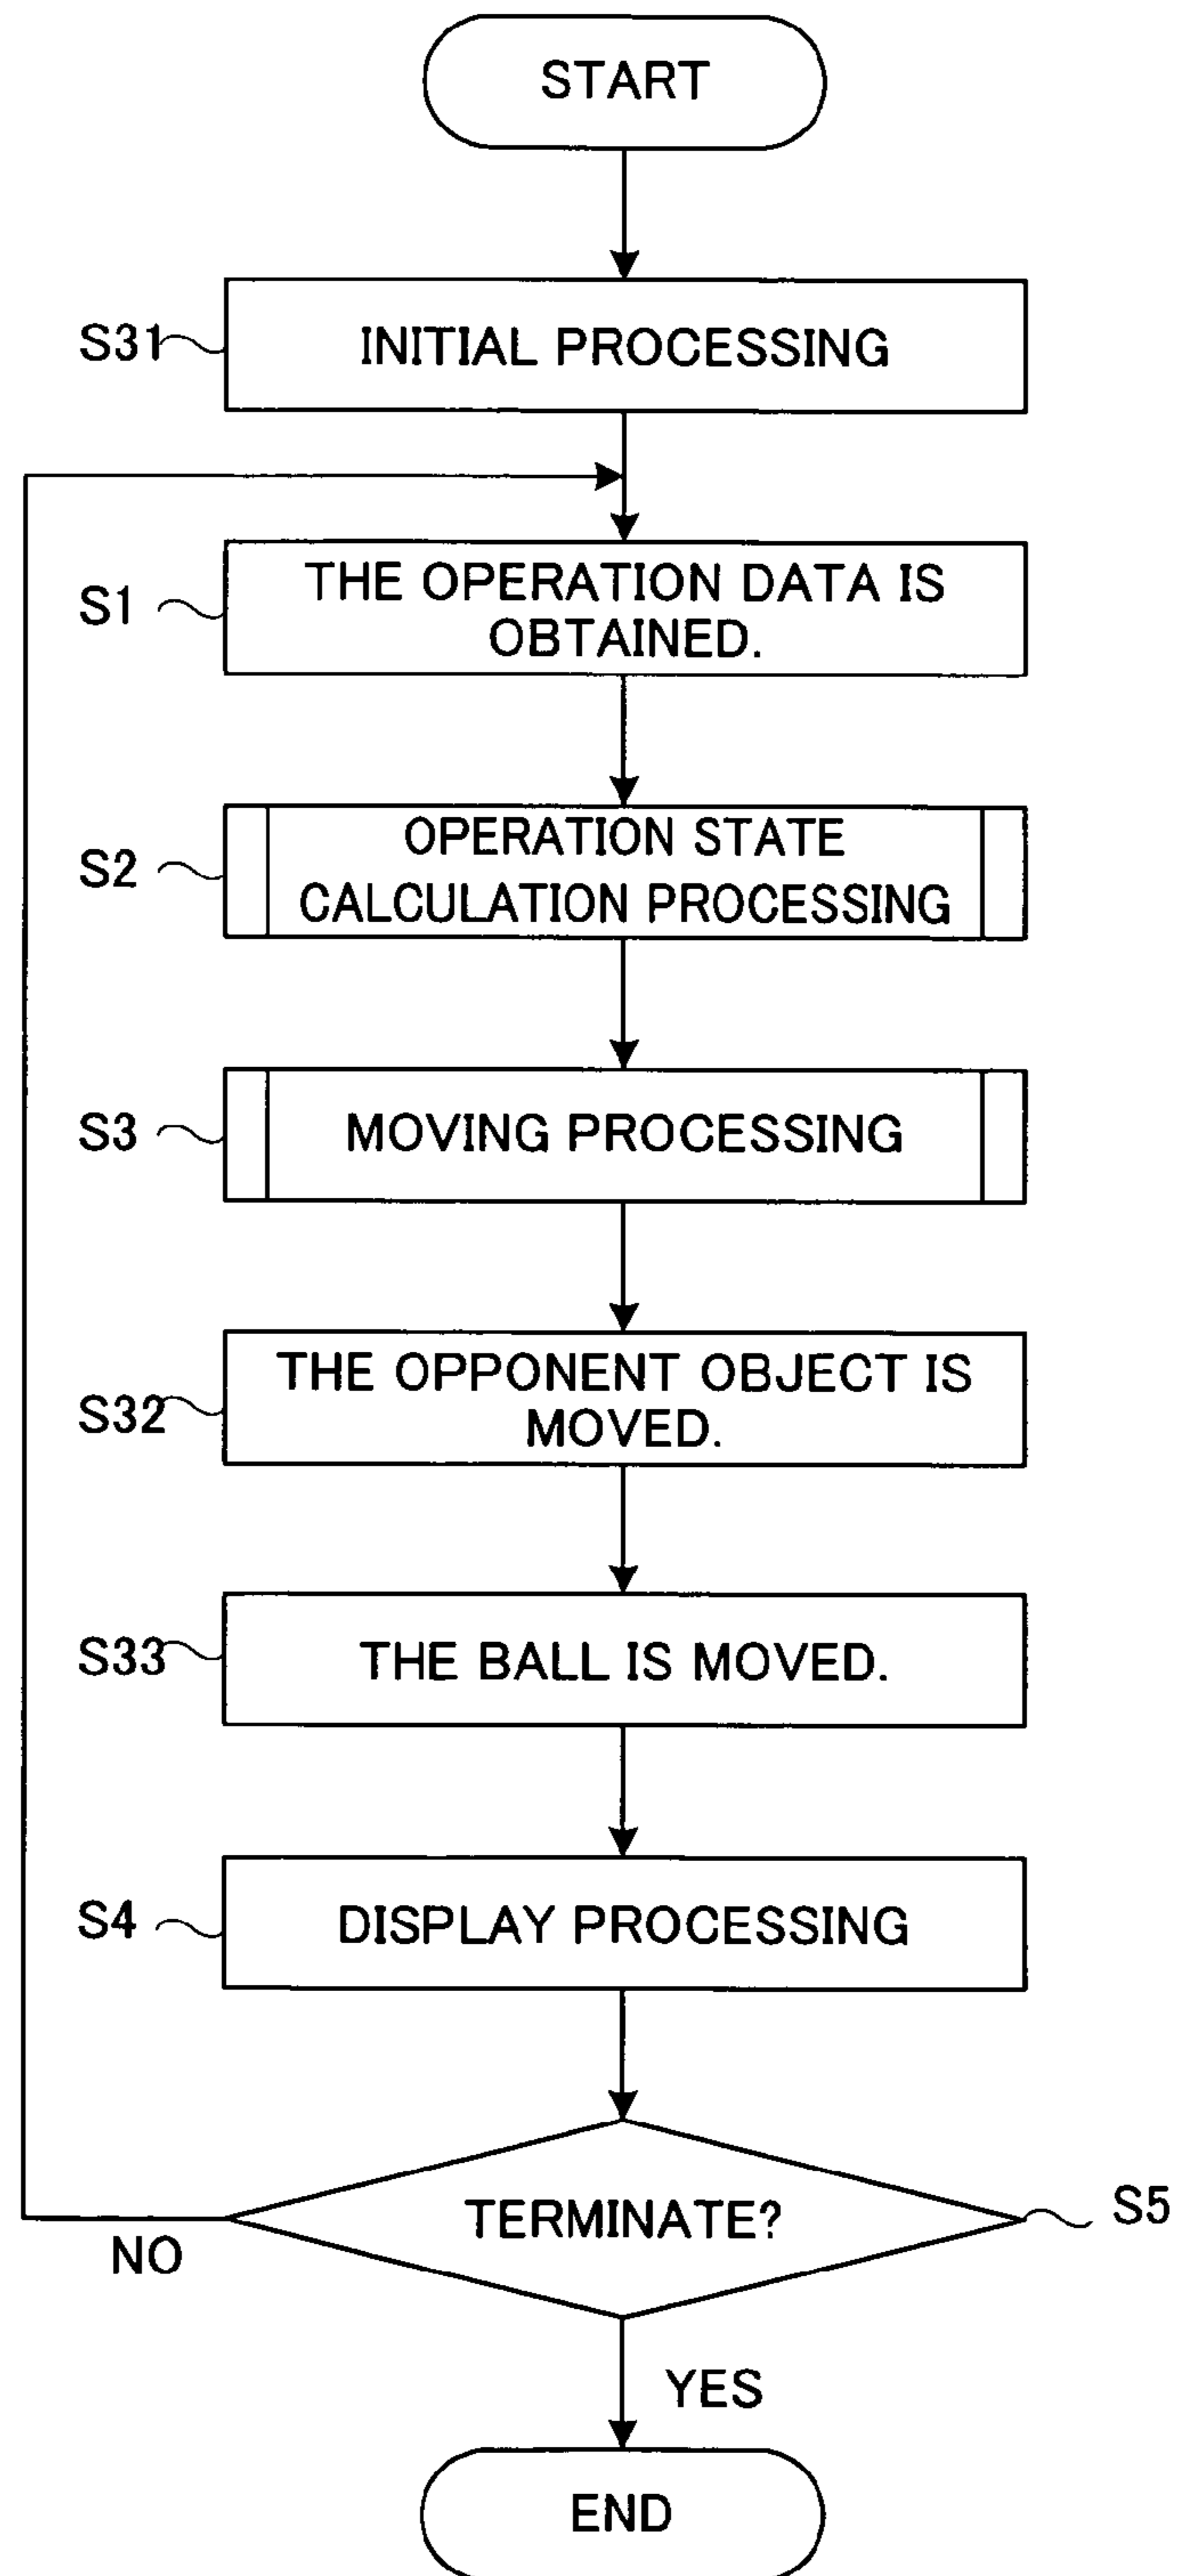 START
S31
INITIAL PROCESSING
S1
THE OPERATION DATA IS
OBTAINED.
S2
OPERATION STATE
CALCULATION PROCESSING
S3
MOVING PROCESSING
S32
THE OPPONENT OBJECT IS
MOVED.
S33
THE BALL IS MOVED.
S4
DISPLAY PROCESSING
TERMINATE?
S5
NO
YES
END